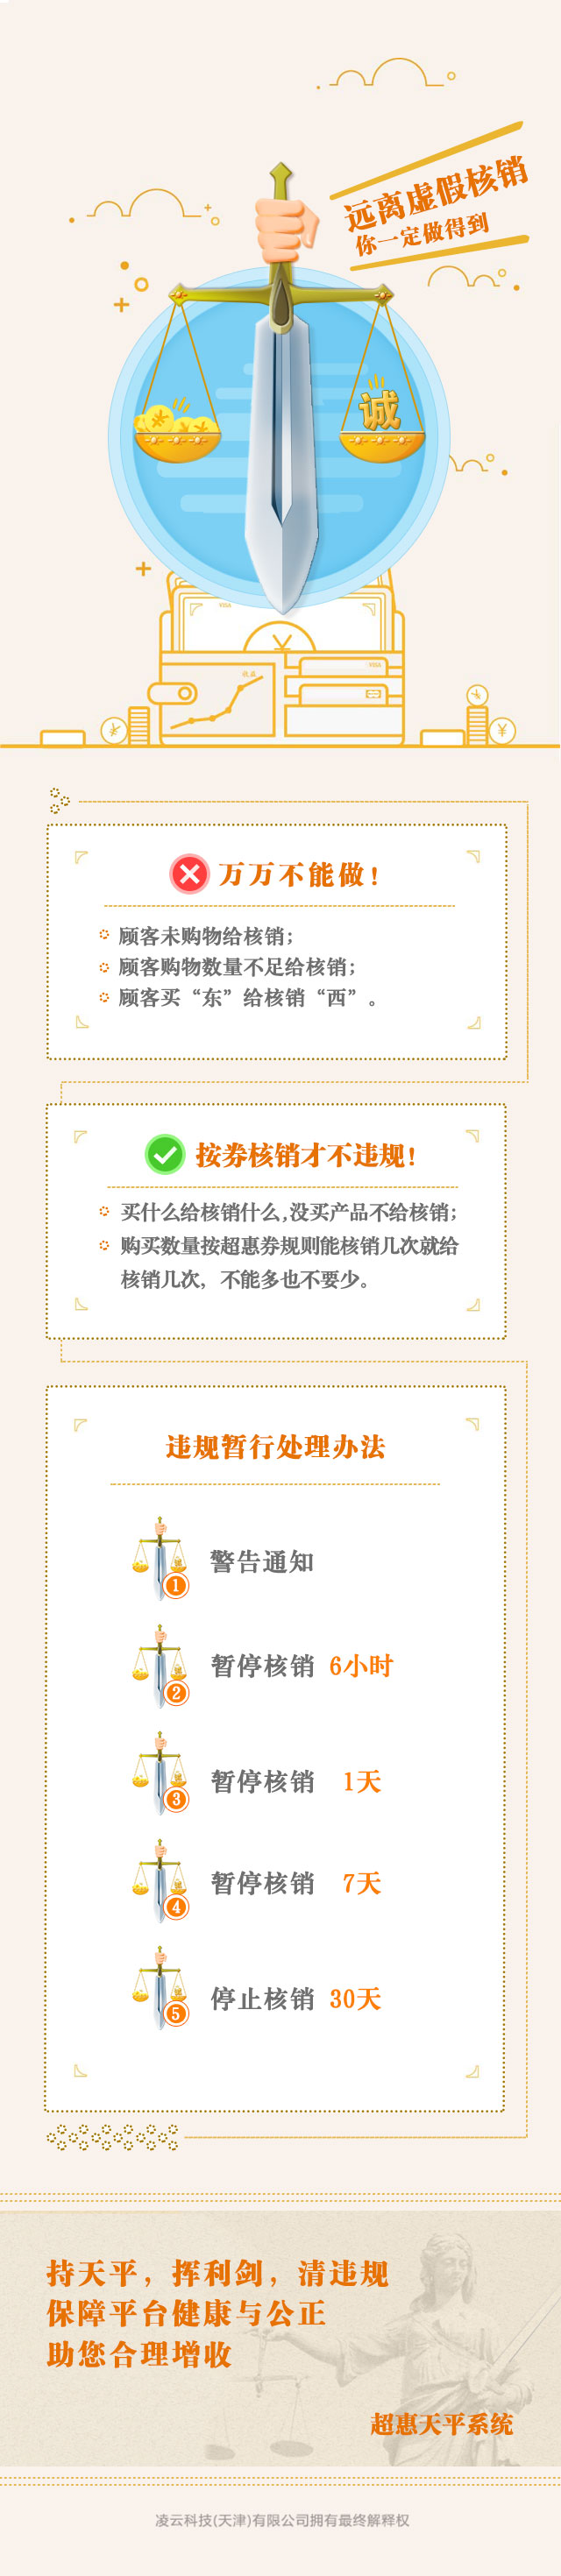 远离虚假核销
你一定做得到
诚
VISA
收益
VISA
万万不能做!
顾客未购物给核销;
顾客购物数量不足给核销;
顾客买“东”给核销“西”。
按券核销才不违规!
买什么给核销什么,没买产品不给核销;
购买数量按超惠券规则能核销几次就给
核销几次, 不能多也不要少。
违规暂行处理办法
1 警告通知
2 暂停核销 6小时
3 暂停核销 1天
4 暂停核销 7天
5 停止核销 30天
持天平，挥利剑，清违规
保障平台健康与公正
助您合理增收
超惠天平系统
凌云科技(天津)有限公司拥有最终解释权